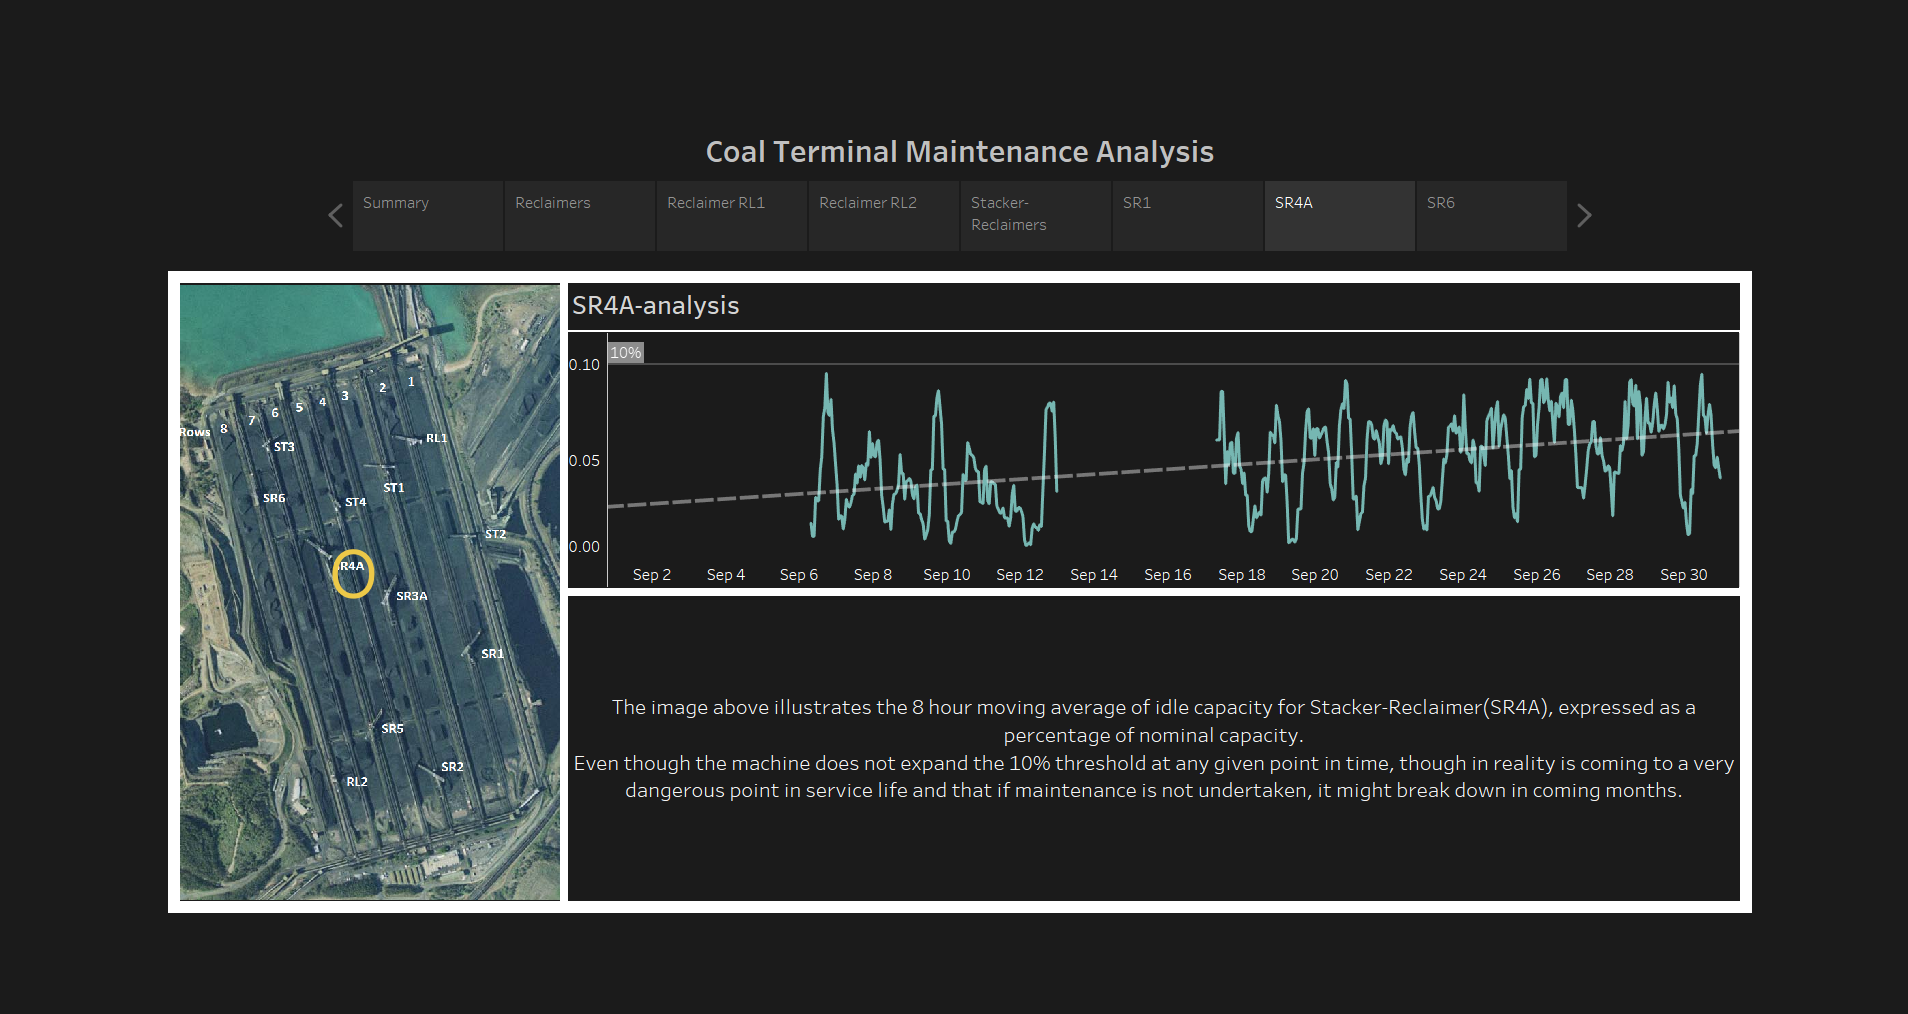 Coal Terminal Maintenance Analysis
Summary
Reclaimers
Reclaimer RL1
Reclaimer RL2
Stacker-
Reclaimers
SR1
SR4A
SR6
1
2
3
4
5
6
7
8
Rows
RL1
ST3
ST1
SR6
ST4
ST2
R4A
SR3A
SR1
SR5
SR2
RL2
SR4A-analysis
10%
0.10
0.05
0.00
Sep 2
Sep 4
Sep 6
Sep 8
Sep 10
Sep 12
Sep 14
Sep 16
Sep 18
Sep 20
Sep 22
Sep 24
Sep 26
Sep 28
Sep 30
The image above illustrates the 8 hour moving average of idle capacity for Stacker-Reclaimer(SR4A), expressed as a
percentage of nominal capacity.
Even though the machine does not expand the 10% threshold at any given point in time, though in reality is coming to a very
dangerous point in service life and that if maintenance is not undertaken, it might break down in coming months.